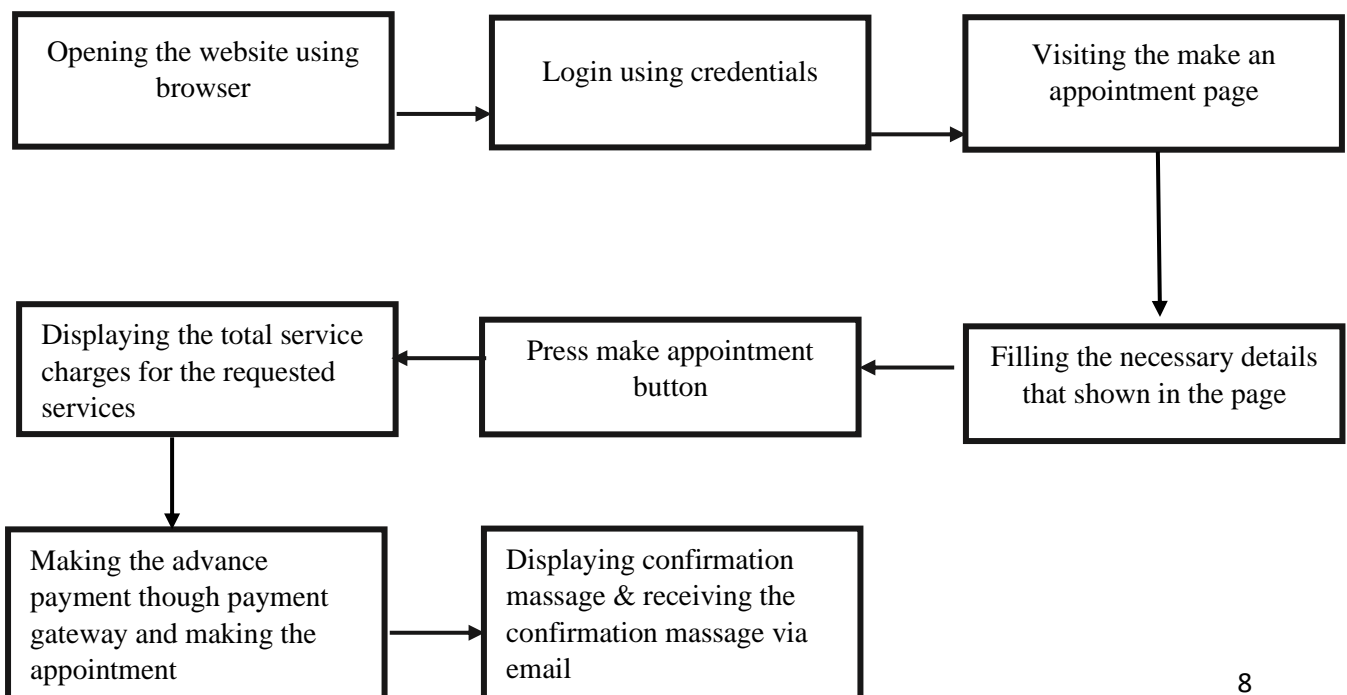 Opening the website using
browser
Login using credentials
Visiting the make an
appointment page
Filling the necessary details
that shown in the page
Press make appointment
button
Displaying the total service
charges for the requested
services
Making the advance
payment though payment
gateway and making the
appointment
Displaying confirmation
massage & receiving the
confirmation massage via
email
8